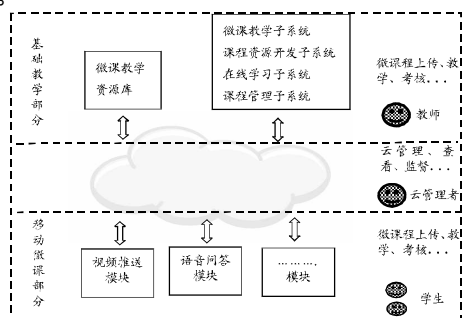 基础教学部分
微课教学
资源库
微课教学子系统
课程资源开发子系统
在线学习子系统
课程管理子系统
微课程上传、教
学、考核...
教师
云管理、查
看、监督...
云管理者
移动微课部分
视频推送
模块
语音问答
模块
........
模块
微课程上传、教
学、考核...
学生